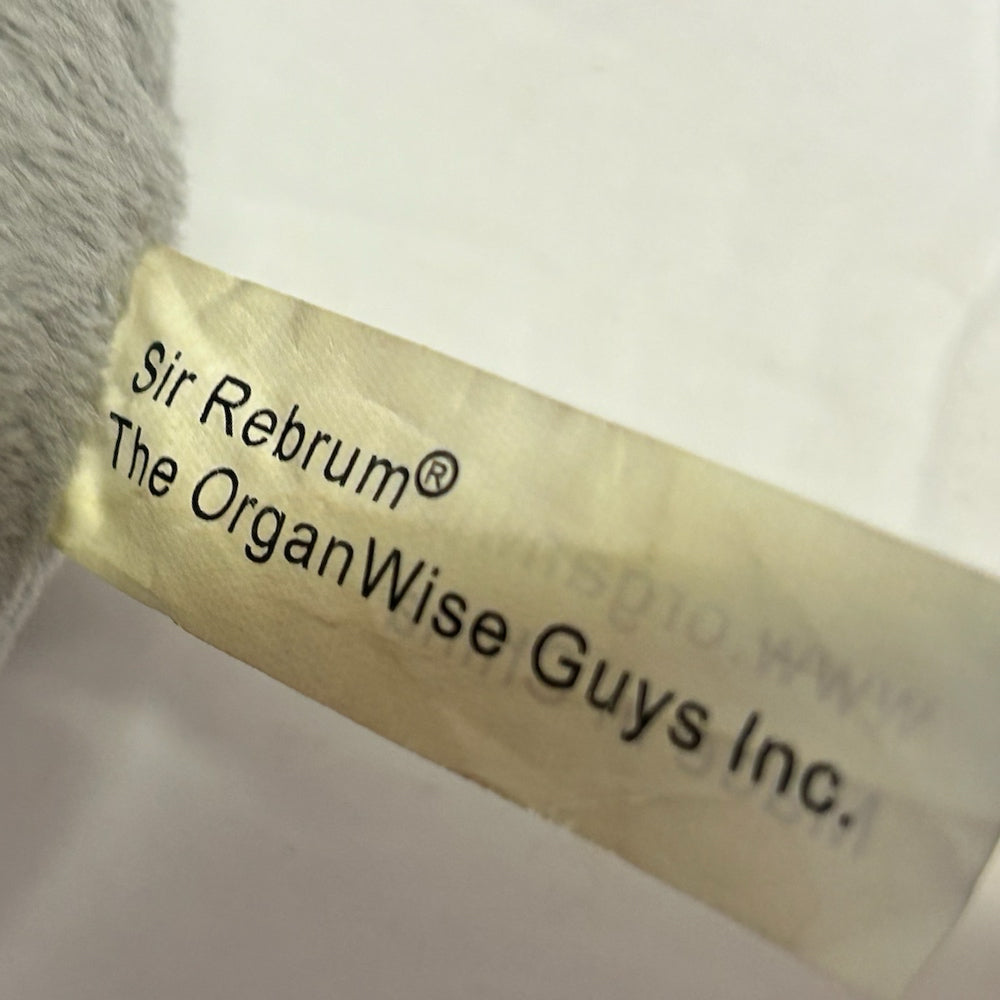 Sir Rebrum®
The OrganWise Guys Inc.